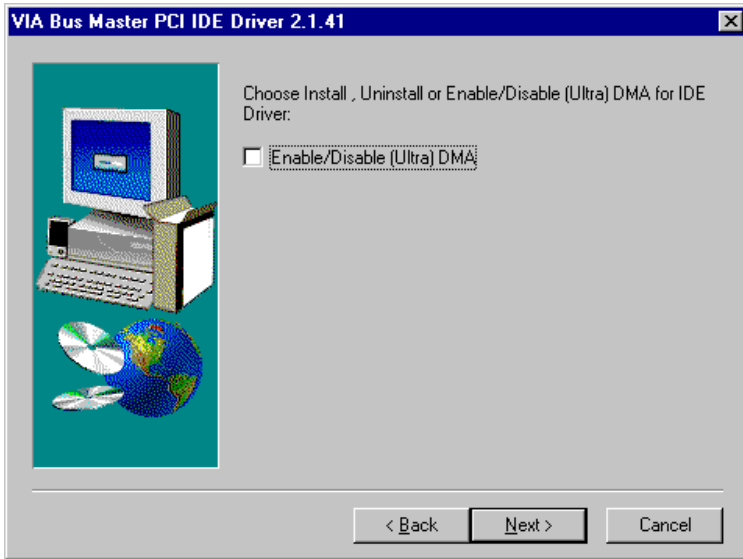 VIA Bus Master PCI IDE Driver 2.1.41
Choose Install , Uninstall or Enable/Disable (Ultra) DMA for IDE
Driver:
Enable/Disable (Ultra) DMA
< Back
Next >
Cancel